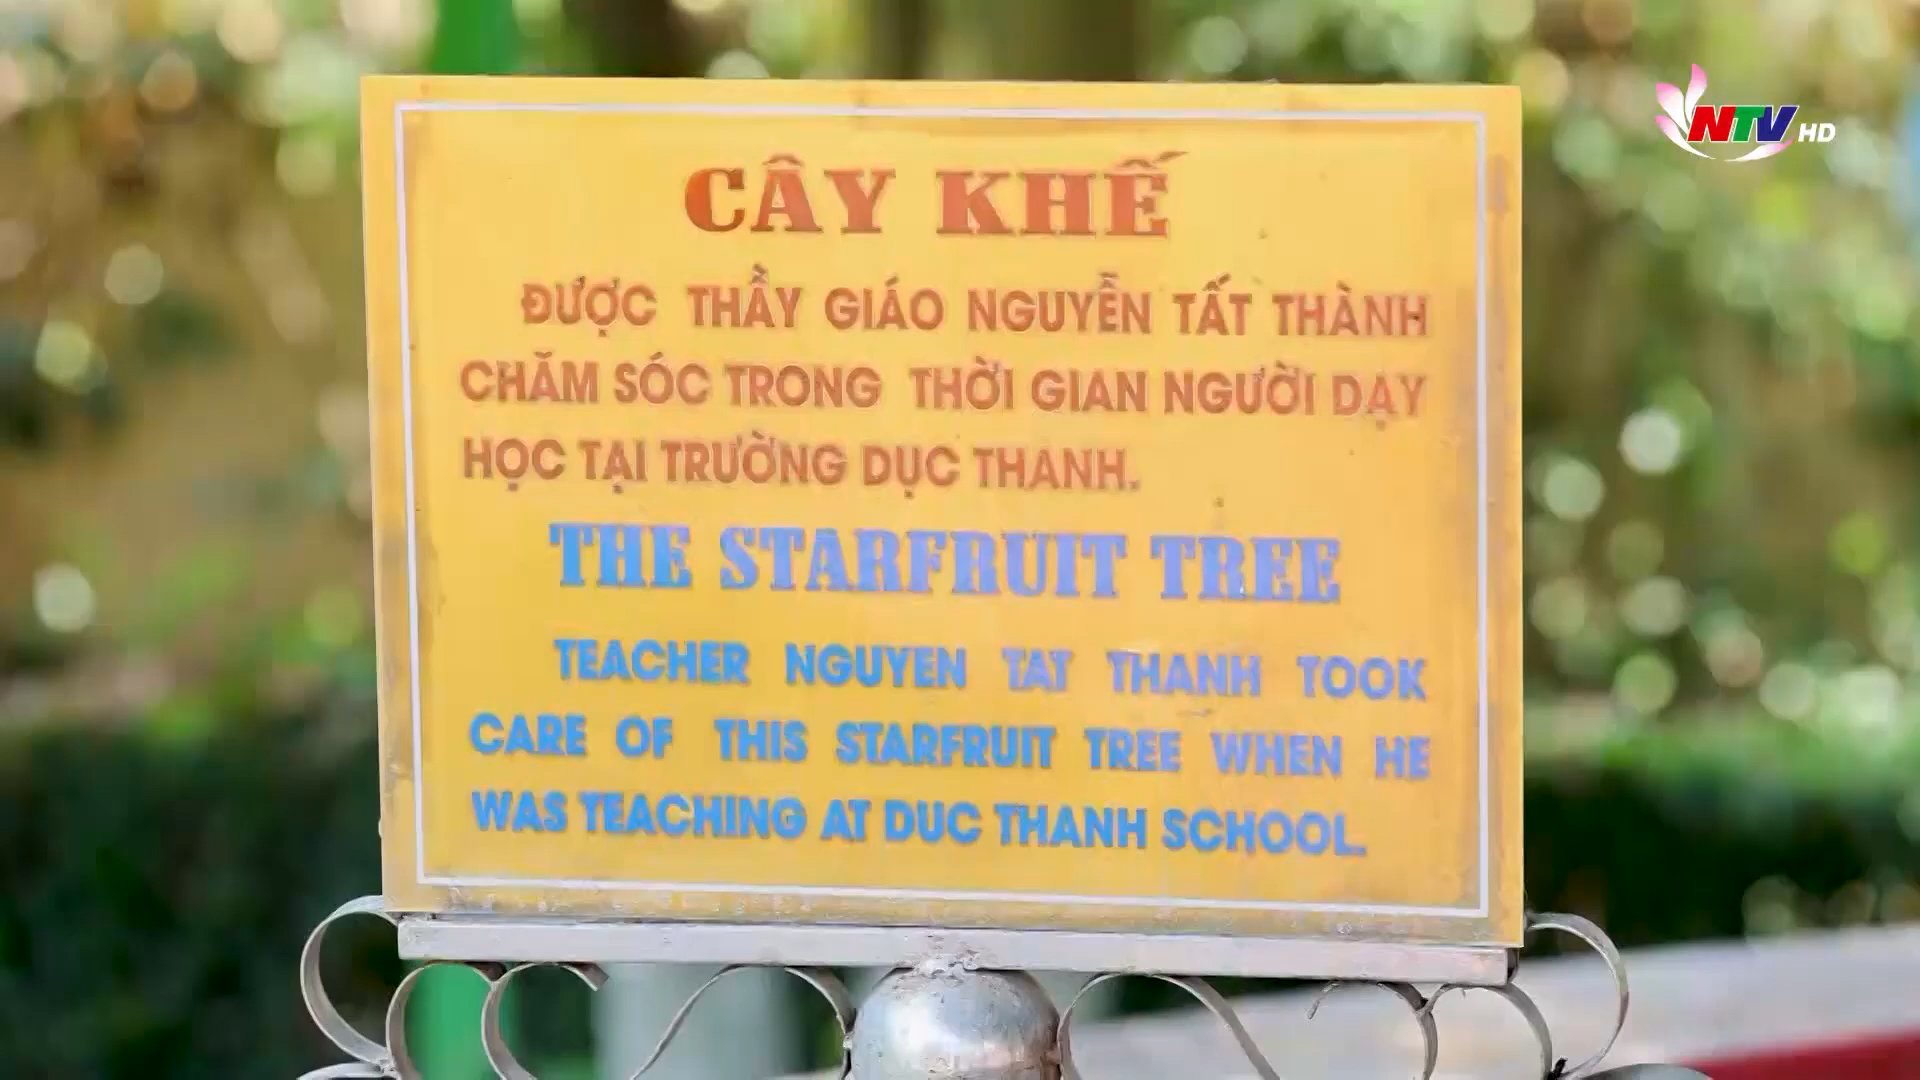 NTV HD
CÂY KHẾ
ĐƯỢC THẦY GIÁO NGUYỄN TẤT THÀNH
CHĂM SÓC TRONG THỜI GIAN NGƯỜI DẠY
HỌC TẠI TRƯỜNG DỤC THANH.
THE STARFRUIT TREE
TEACHER NGUYEN TAT THANH TOOK
CARE OF THIS STARFRUIT TREE WHEN HE
WAS TEACHING AT DUC THANH SCHOOL.